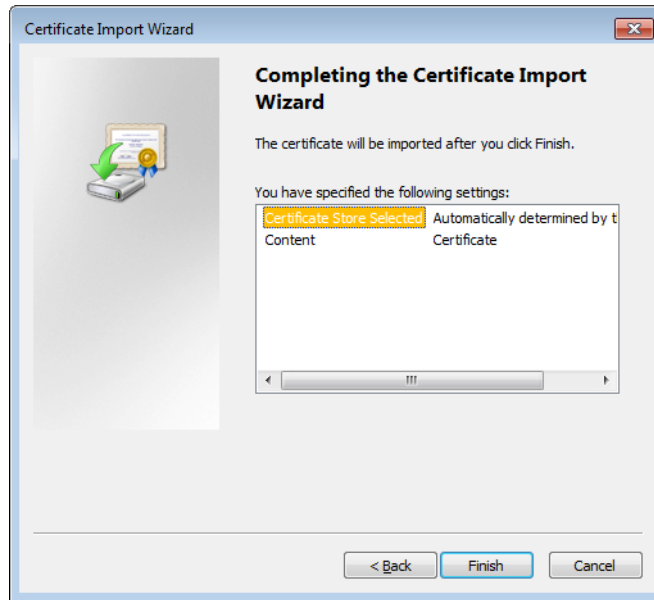 Certificate Import Wizard
Completing the Certificate Import
Wizard
The certificate will be imported after you click Finish.
You have specified the following settings:
Certificate Store Selected Automatically determined by t
Content Certificate
< Back Finish Cancel